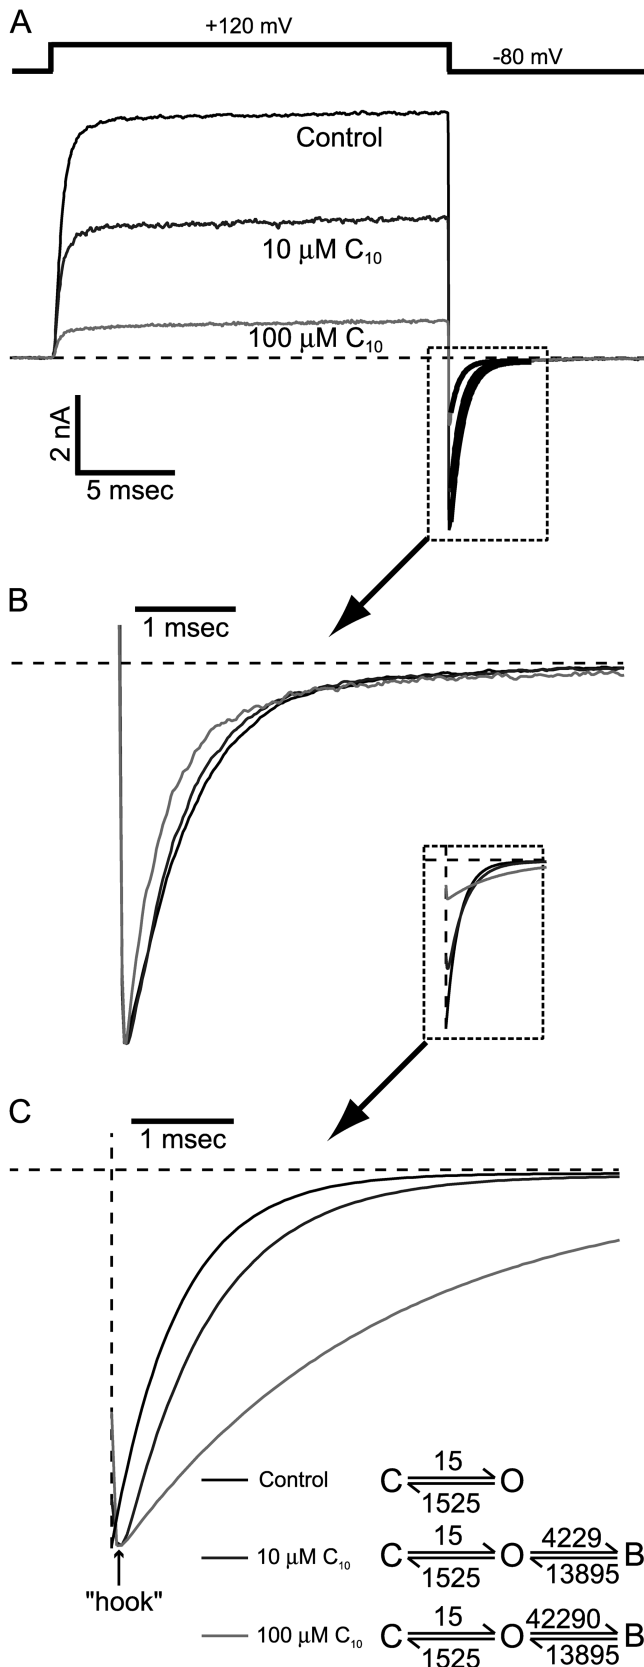 A
+120 mV
-80 mV
Control
10 µM C₁₀
100 µM C₁₀
2 nA
5 msec
B
1 msec
C
1 msec
"hook"
Control C 15 1525 O
10 µM C₁₀ C 15 1525 O 4229 13895 B
100 µM C₁₀ C 15 1525 O 42290 13895 B